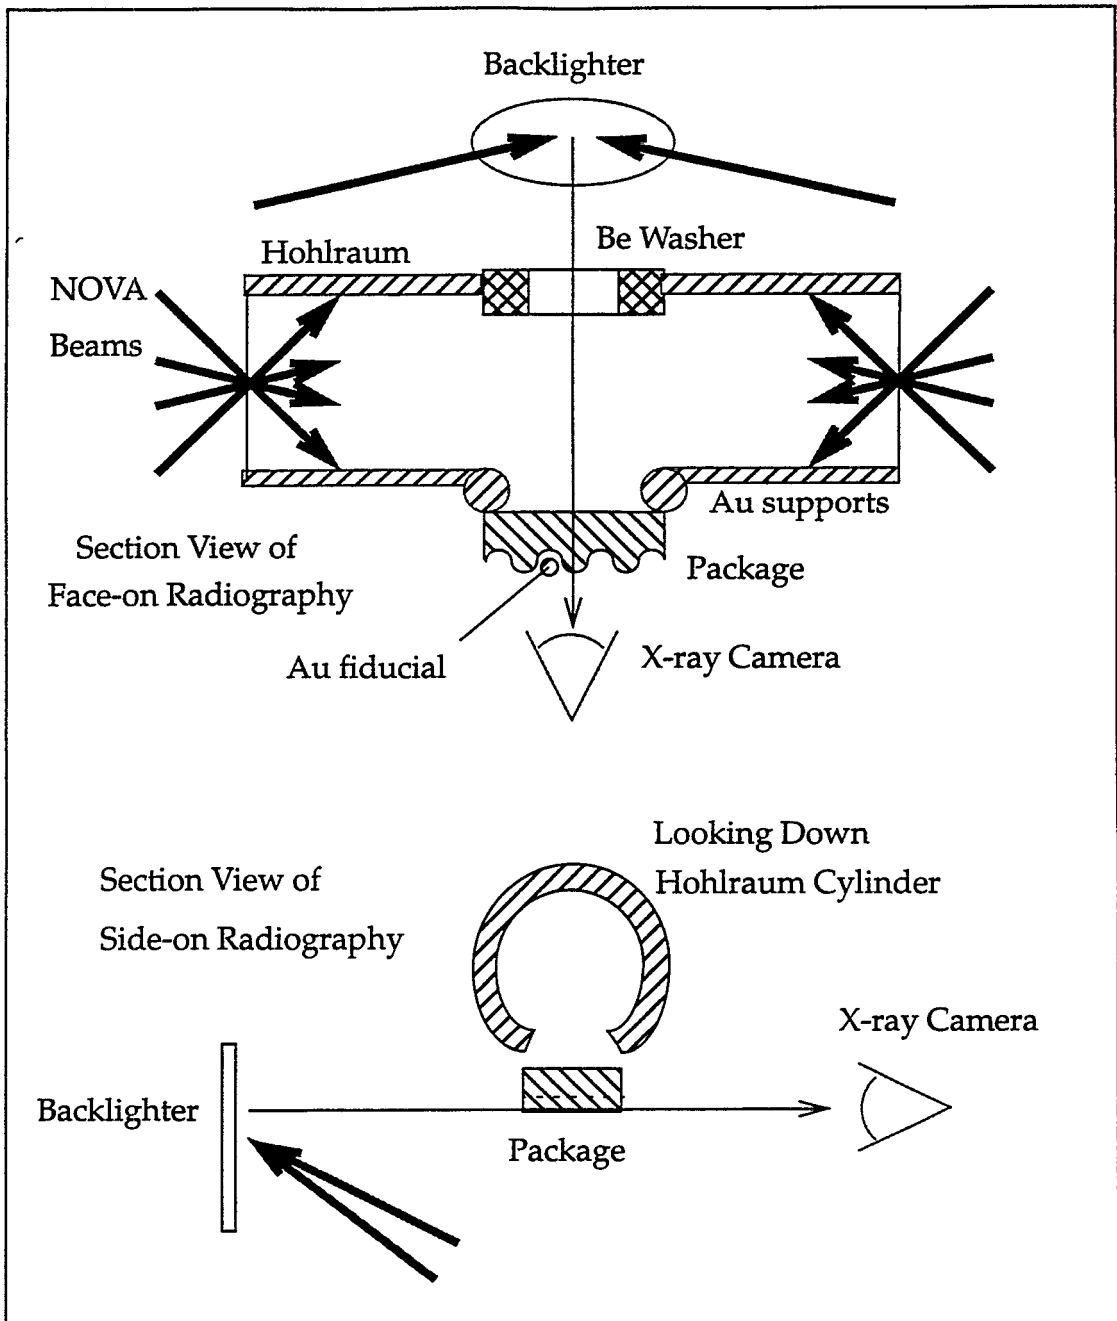 Backlighter
Hohlraum
Be Washer
NOVA
Beams
Au supports
Section View of
Face-on Radiography
Package
Au fiducial
X-ray Camera
Looking Down
Hohlraum Cylinder
Section View of
Side-on Radiography
X-ray Camera
Backlighter
Package